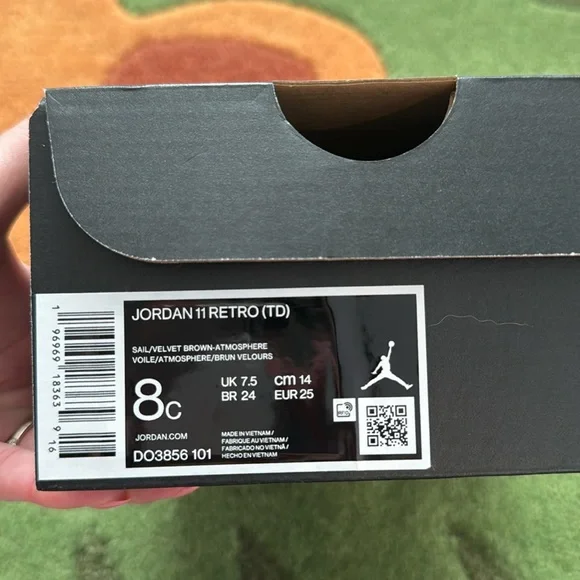 JORDAN 11 RETRO (TD)
SAIL/VELVET BROWN-ATMOSPHERE
VOILE/ATMOSPHERE/BRUN VELOURS
8C
UK 7.5 CM 14
BR 24 EUR 25
JORDAN.COM
DO3856 101
MADE IN VIETNAM/
FABRIQUE AU VIETNAM/
FABRICADO NO VIETNÃ/
HECHO EN VIETNAM
1 96969 18363 9 16